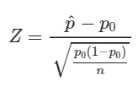 Z = \frac{\hat{p} - p_0}{\sqrt{\frac{p_0(1-p_0)}{n}}}